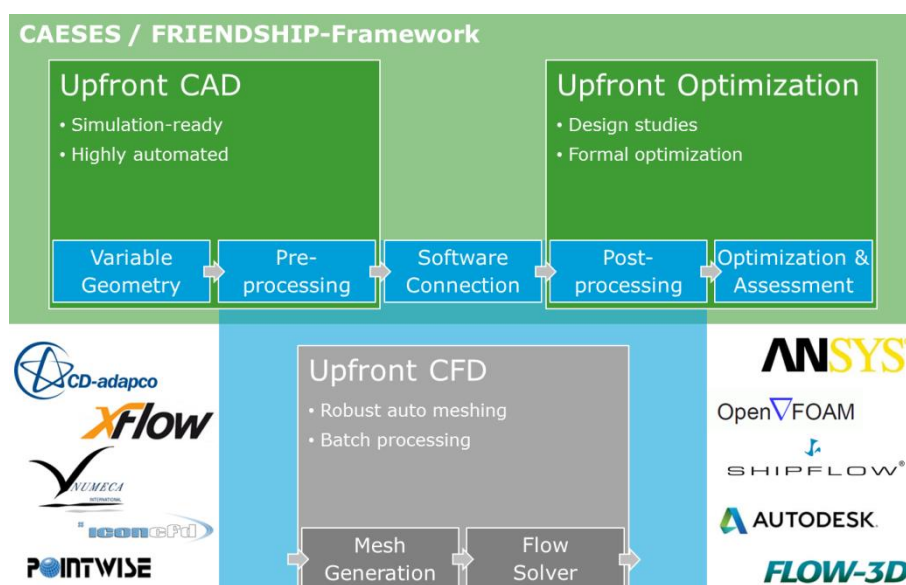 CAESES / FRIENDSHIP-Framework
Upfront CAD
• Simulation-ready
• Highly automated
Upfront Optimization
• Design studies
• Formal optimization
Variable
Geometry
Pre-
processing
Software
Connection
Post-
processing
Optimization &
Assessment
Upfront CFD
• Robust auto meshing
• Batch processing
Mesh
Generation
Flow
Solver
CD-adapco
XFlow
NUMECA
INTERNATIONAL
iconCFD
POINTWISE
ANSYS
OpenFOAM
SHIPFLOW®
AUTODESK.
FLOW-3D